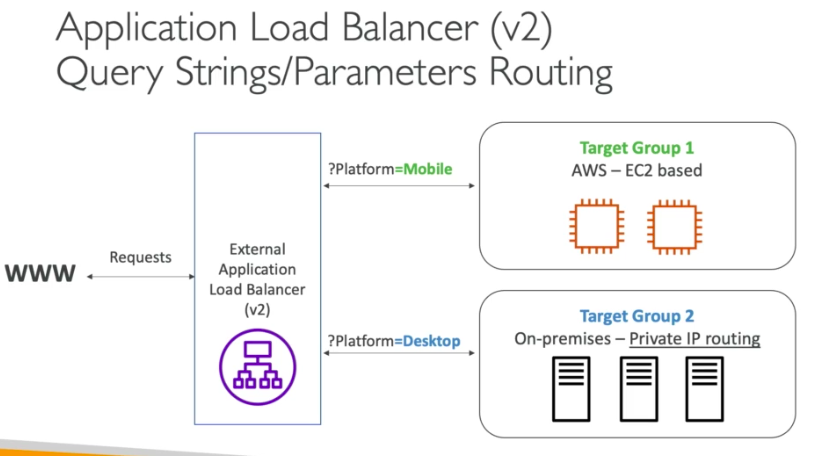 Application Load Balancer (v2)
Query Strings/Parameters Routing
WWW
Requests
External
Application
Load Balancer
(v2)
?Platform=Mobile
?Platform=Desktop
Target Group 1
AWS – EC2 based
Target Group 2
On-premises – Private IP routing